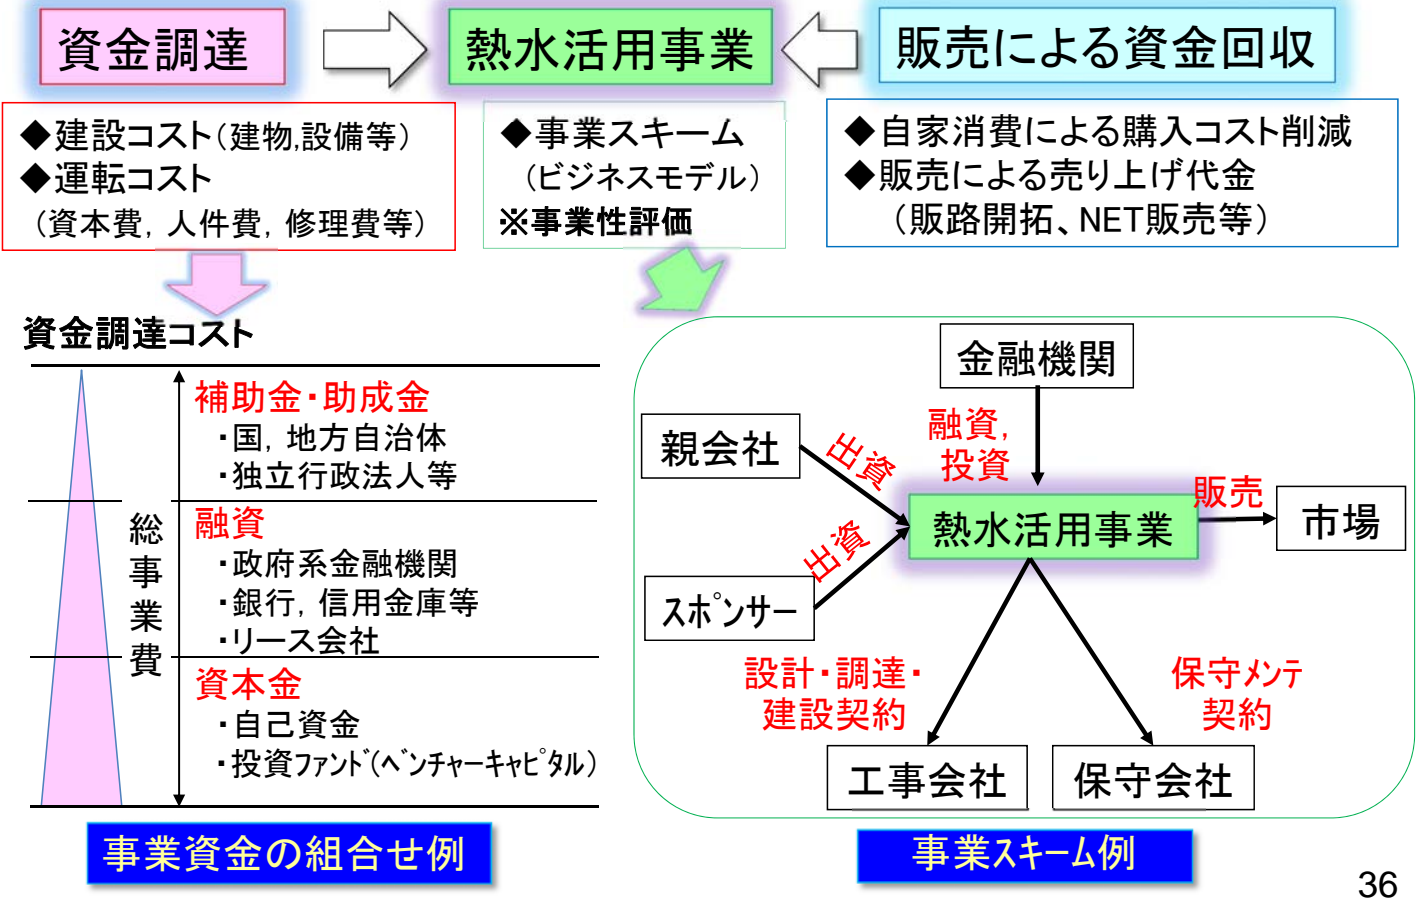 資金調達
熱水活用事業
販売による資金回収
◆建設コスト（建物,設備等）
◆運転コスト
（資本費，人件費，修理費等）
◆事業スキーム
（ビジネスモデル）
※事業性評価
◆自家消費による購入コスト削減
◆販売による売り上げ代金
（販路開拓、NET販売等）
資金調達コスト
総事業費
補助金・助成金
・国，地方自治体
・独立行政法人等
融資
・政府系金融機関
・銀行，信用金庫等
・リース会社
資本金
・自己資金
・投資ﾌｧﾝﾄﾞ（ﾍﾞﾝﾁｬｰｷｬﾋﾟﾀﾙ）
事業資金の組合せ例
金融機関
融資，
投資
親会社
出資
スポンサー
出資
熱水活用事業
販売
市場
設計・調達・
建設契約
保守ﾒﾝﾃ
契約
工事会社
保守会社
事業ｽｷｰﾑ例
36